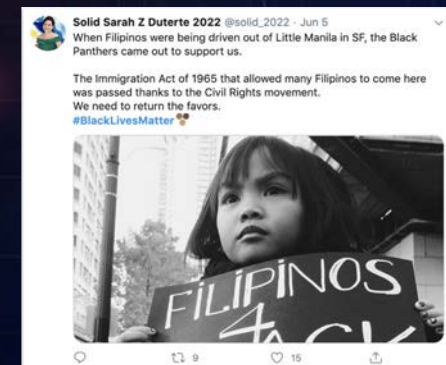 Solid Sarah Z Duterte 2022 @solid_2022 · Jun 5
When Filipinos were being driven out of Little Manila in SF, the Black
Panthers came out to support us.
The Immigration Act of 1965 that allowed many Filipinos to come here
was passed thanks to the Civil Rights movement.
We need to return the favors.
#BlackLivesMatter
FILIPINOS
4
9
15